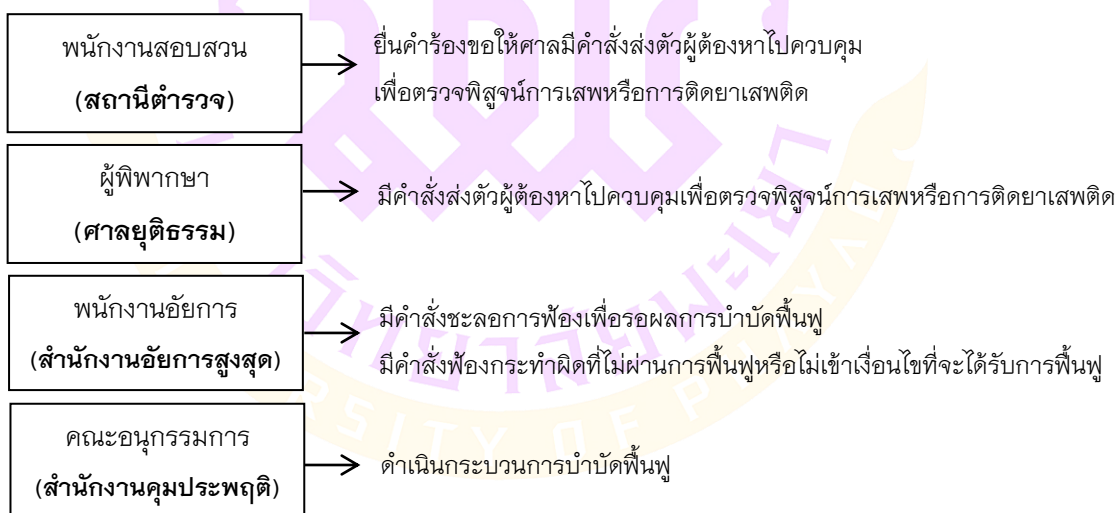 พนักงานสอบสวน
(สถานีตำรวจ)
ยื่นคำร้องขอให้ศาลมีคำสั่งส่งตัวผู้ต้องหาไปควบคุม
เพื่อตรวจพิสูจน์การเสพหรือการติดยาเสพติด
ผู้พิพากษา
(ศาลยุติธรรม)
มีคำสั่งส่งตัวผู้ต้องหาไปควบคุมเพื่อตรวจพิสูจน์การเสพหรือการติดยาเสพติด
พนักงานอัยการ
(สำนักงานอัยการสูงสุด)
มีคำสั่งชะลอการฟ้องเพื่อรอผลการบำบัดฟื้นฟู
มีคำสั่งฟ้องกระทำผิดที่ไม่ผ่านการฟื้นฟูหรือไม่เข้าเงื่อนไขที่จะได้รับการฟื้นฟู
คณะอนุกรรมการ
(สำนักงานคุมประพฤติ)
ดำเนินกระบวนการบำบัดฟื้นฟู